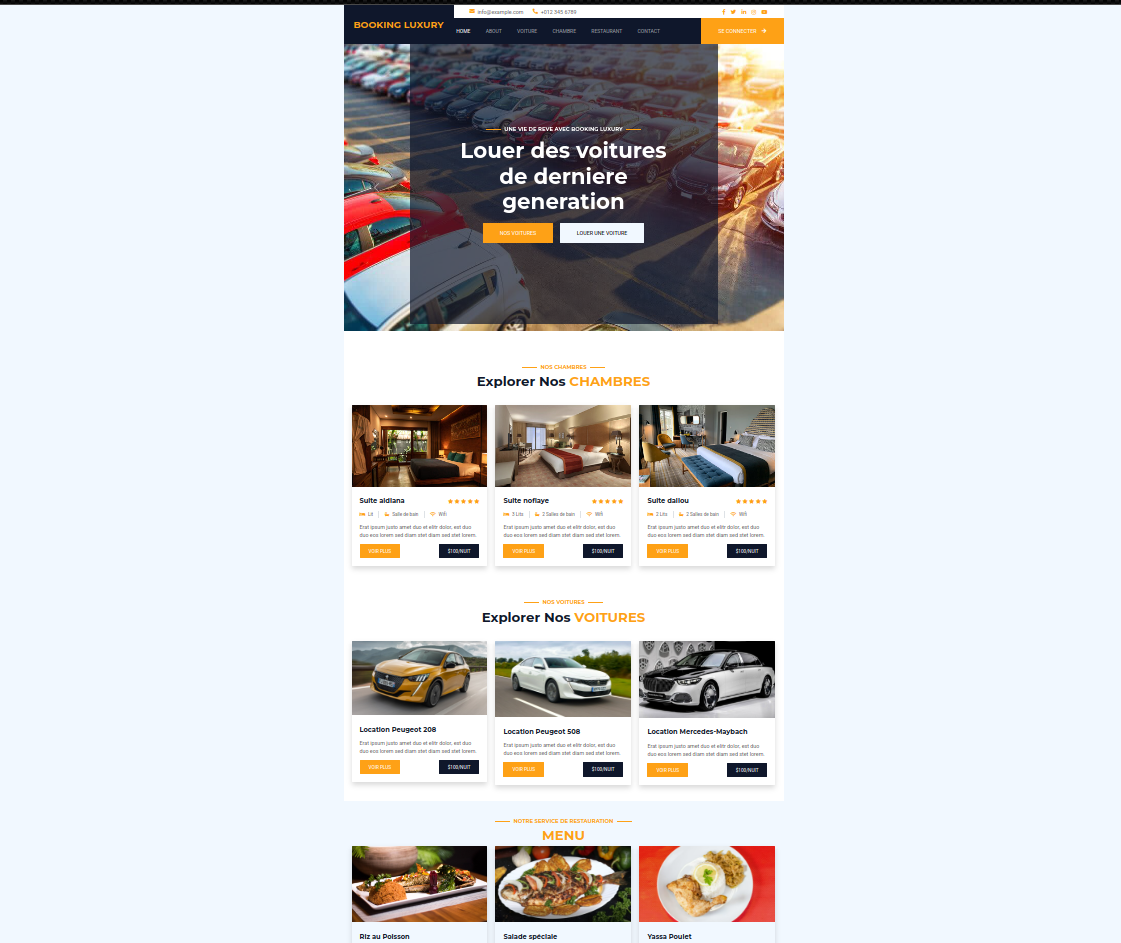 BOOKING LUXURY
info@example.com +012 345 6789
HOME ABOUT VOITURE CHAMBRE RESTAURANT CONTACT SE CONNECTER
UNE VIE DE REVE AVEC BOOKING LUXURY
Louer des voitures
de derniere
generation
NOS VOITURES LOUER UNE VOITURE
NOS CHAMBRES
Explorer Nos CHAMBRES
Suite aldiana Suite noflaye Suite daliou
Lit Salle de bain Wifi 3 Lits 2 Salles de bain Wifi 2 Lits 2 Salles de bain Wifi
Erat ipsum justo amet duo et elitr dolor, est duo Erat ipsum justo amet duo et elitr dolor, est duo Erat ipsum justo amet duo et elitr dolor, est duo
duo eos lorem sed diam stet diam sed stet lorem. duo eos lorem sed diam stet diam sed stet lorem. duo eos lorem sed diam stet diam sed stet lorem.
VOIR PLUS $100/NUIT VOIR PLUS $100/NUIT VOIR PLUS $100/NUIT
NOS VOITURES
Explorer Nos VOITURES
Location Peugeot 208 Location Peugeot 508 Location Mercedes-Maybach
Erat ipsum justo amet duo et elitr dolor, est duo Erat ipsum justo amet duo et elitr dolor, est duo Erat ipsum justo amet duo et elitr dolor, est duo
duo eos lorem sed diam stet diam sed stet lorem. duo eos lorem sed diam stet diam sed stet lorem. duo eos lorem sed diam stet diam sed stet lorem.
VOIR PLUS $100/NUIT VOIR PLUS $100/NUIT VOIR PLUS $100/NUIT
NOTRE SERVICE DE RESTAURATION
MENU
Riz au Poisson Salade spéciale Yassa Poulet